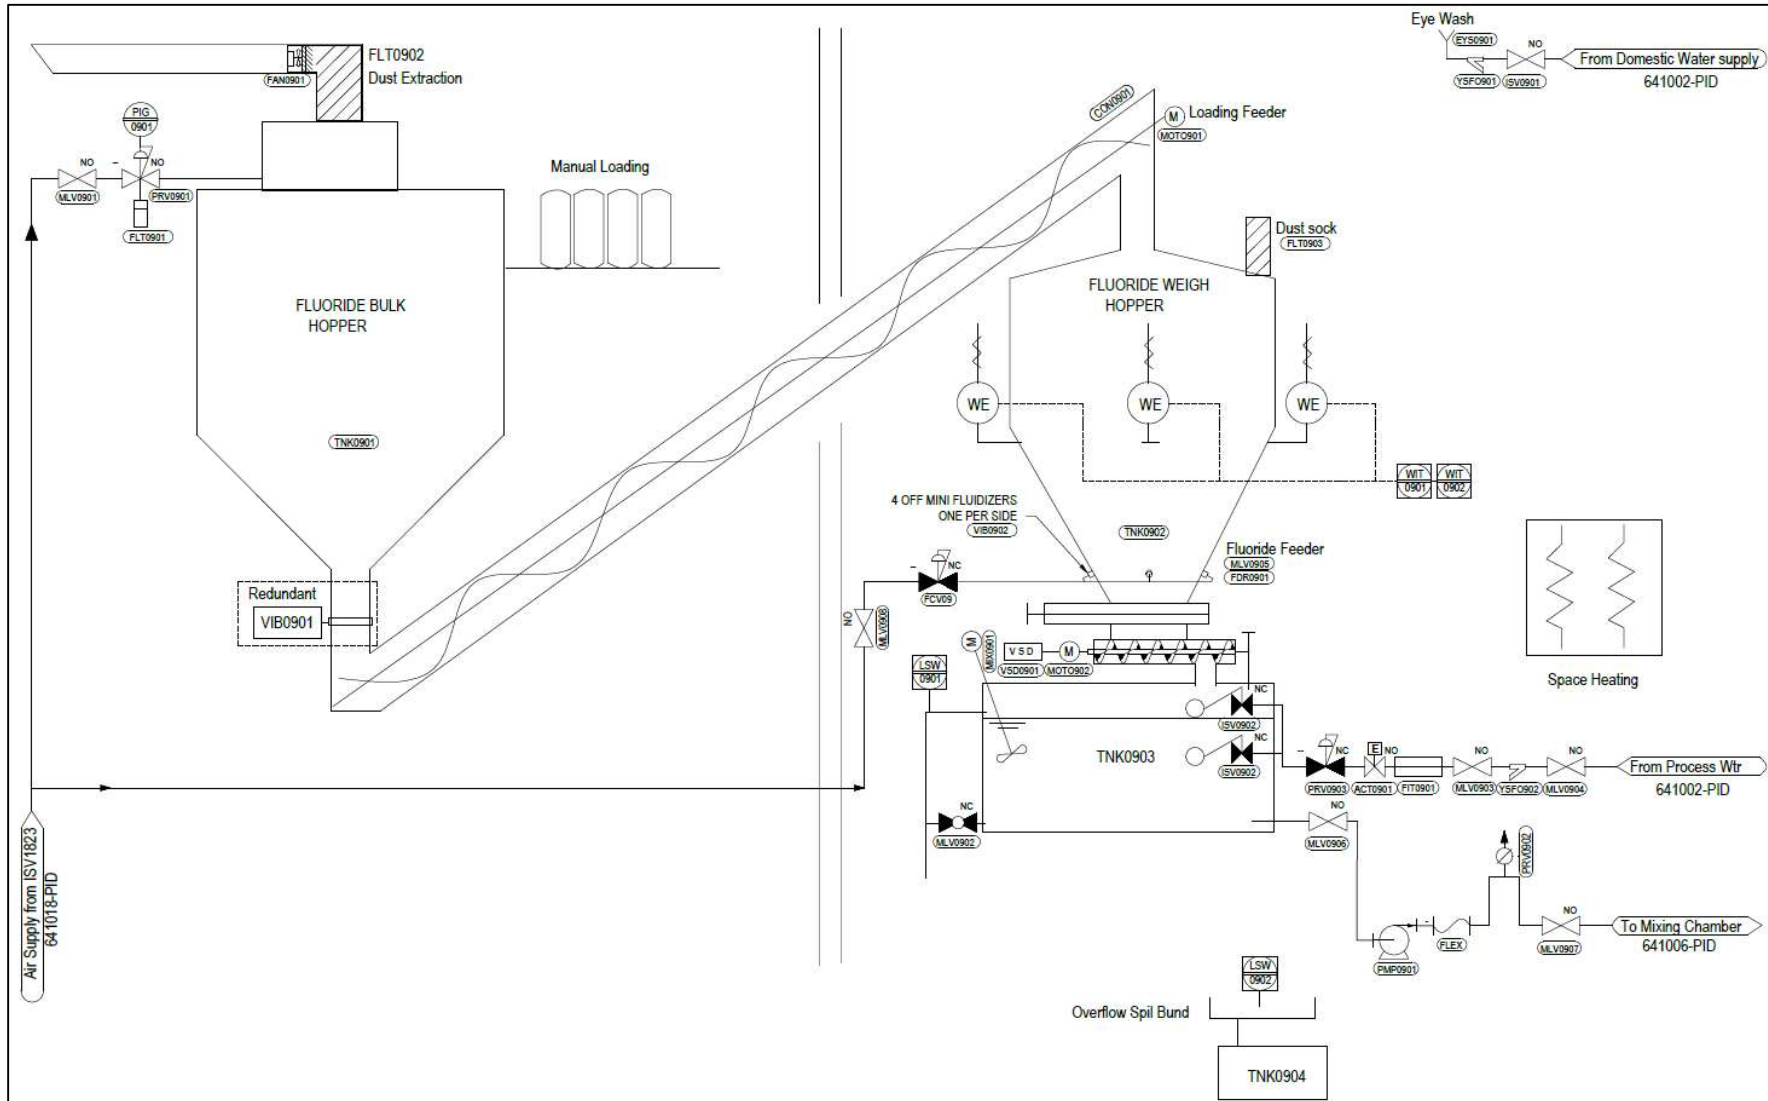 FLT0902
Dust Extraction
FAN0901
PIG
0901
NO
–
NO
MLV0901
PRV0901
FLT0901
Manual Loading
FLUORIDE BULK
HOPPER
TNK0901
Redundant
VIB0901
Air Supply from ISV1823
641018-PID
CON0901
M
Loading Feeder
MOTO901
Eye Wash
EYS0901
NO
YSFO901
ISV0901
From Domestic Water supply
641002-PID
Dust sock
FLT0903
FLUORIDE WEIGH
HOPPER
WE
WE
WE
WIT
0901
WIT
0902
4 OFF MINI FLUIDIZERS
ONE PER SIDE
VIB0902
TNK0902
Fluoride Feeder
MLV0905
FDR0901
–
NC
FCV09
NO
MLV0908
M
MIX0901
V S D
M
VSD0901
MOTO902
LSW
0901
NC
ISV0902
NC
ISV0902
TNK0903
NC
MLV0902
–
NC
E
NO
NO
NO
PRV0903
ACT0901
FIT0901
MLV0903
YSFO902
MLV0904
From Process Wtr
641002-PID
Space Heating
NO
MLV0906
PRV0902
NO
PMP0901
FLEX
MLV0907
To Mixing Chamber
641006-PID
LSW
0902
Overflow Spil Bund
TNK0904